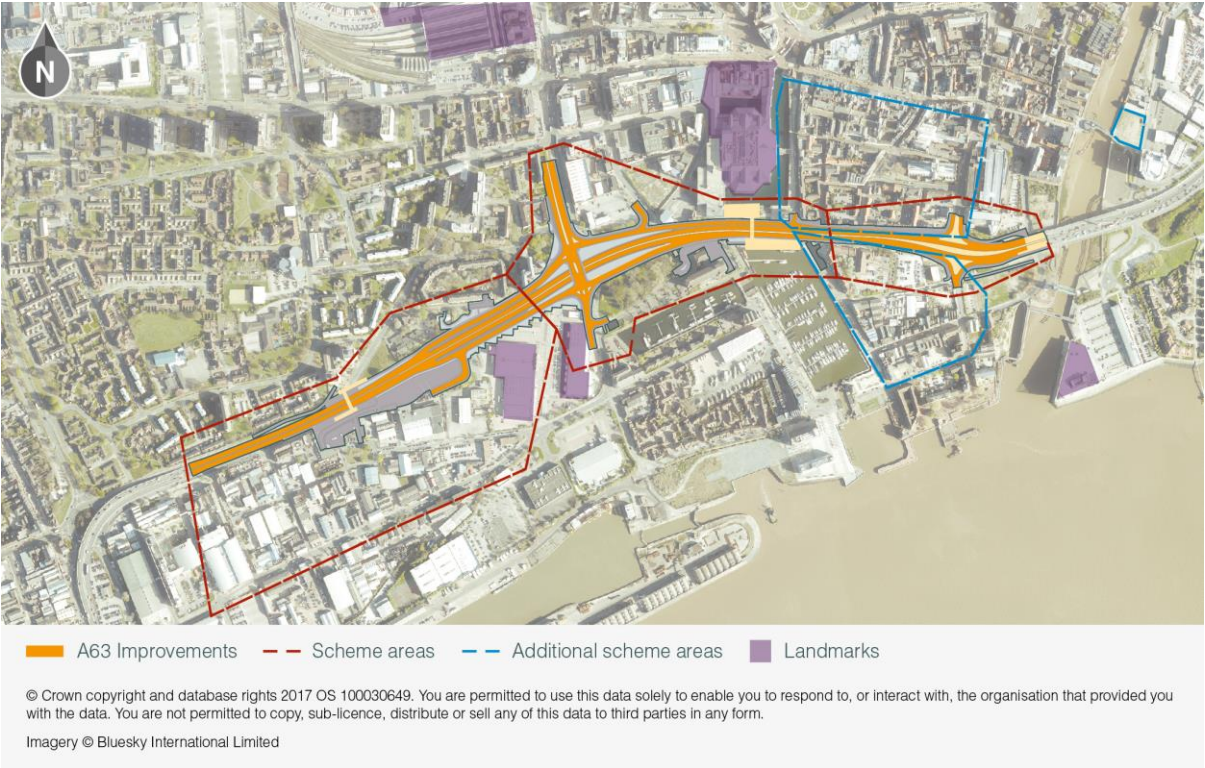 N
A63 Improvements Scheme areas Additional scheme areas Landmarks
© Crown copyright and database rights 2017 OS 100030649. You are permitted to use this data solely to enable you to respond to, or interact with, the organisation that provided you
with the data. You are not permitted to copy, sub-licence, distribute or sell any of this data to third parties in any form.
Imagery © Bluesky International Limited